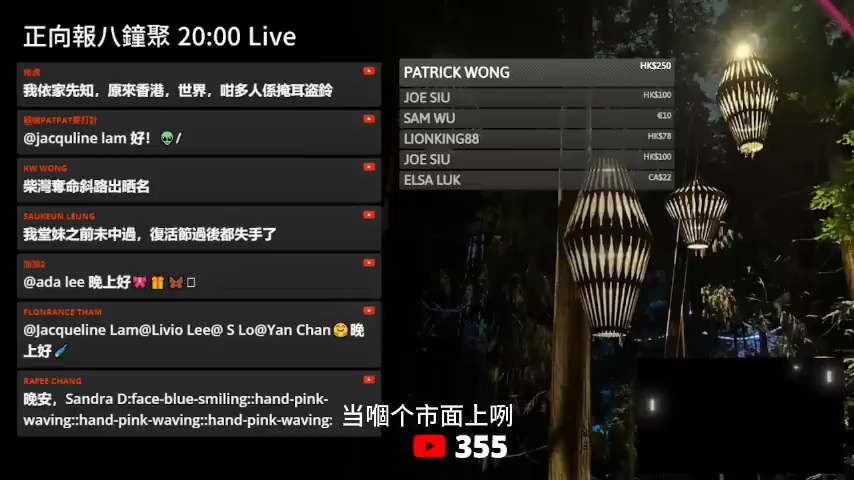 正向報八鐘聚 20:00 Live
我依家先知，原來香港，世界，咁多人係掩耳盜鈴
@jacquline lam 好！👽/
KW WONG
柴灣奪命斜路出晒名
SAUKEUN LEUNG
我堂妹之前未中過，復活節過後都失手了
@ada lee 晚上好🎀🎁🦋
FLONRANCE THAM
@Jacqueline Lam@Livio Lee@ S Lo@Yan Chan🤗晚
上好
RAFEE CHANG
晚安，Sandra D:face-blue-smiling::hand-pink-
waving::hand-pink-waving::hand-pink-waving:
PATRICK WONG HK$250
JOE SIU HK$100
SAM WU €10
LIONKING88 HK$78
JOE SIU HK$100
ELSA LUK CA$22
当嗰个市面上咧
355